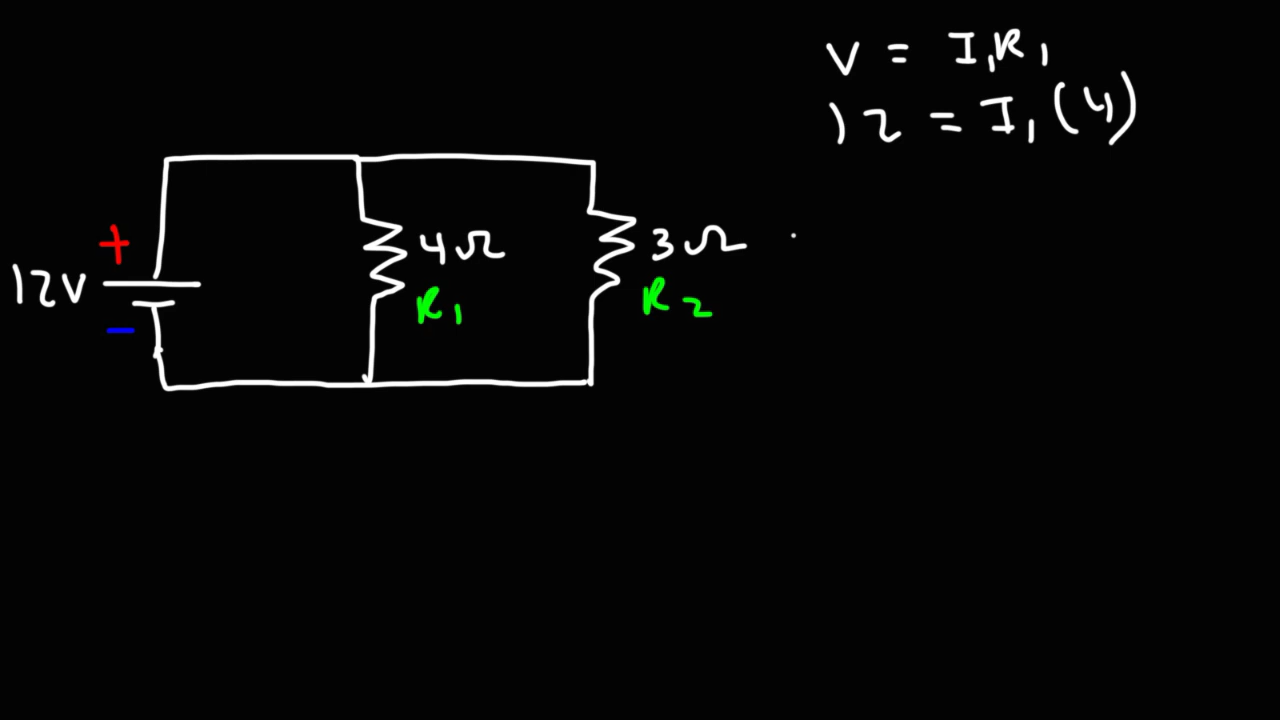 V = I₁R₁
12 = I₁(4)
+
12V
−
4Ω
R₁
3Ω
R₂